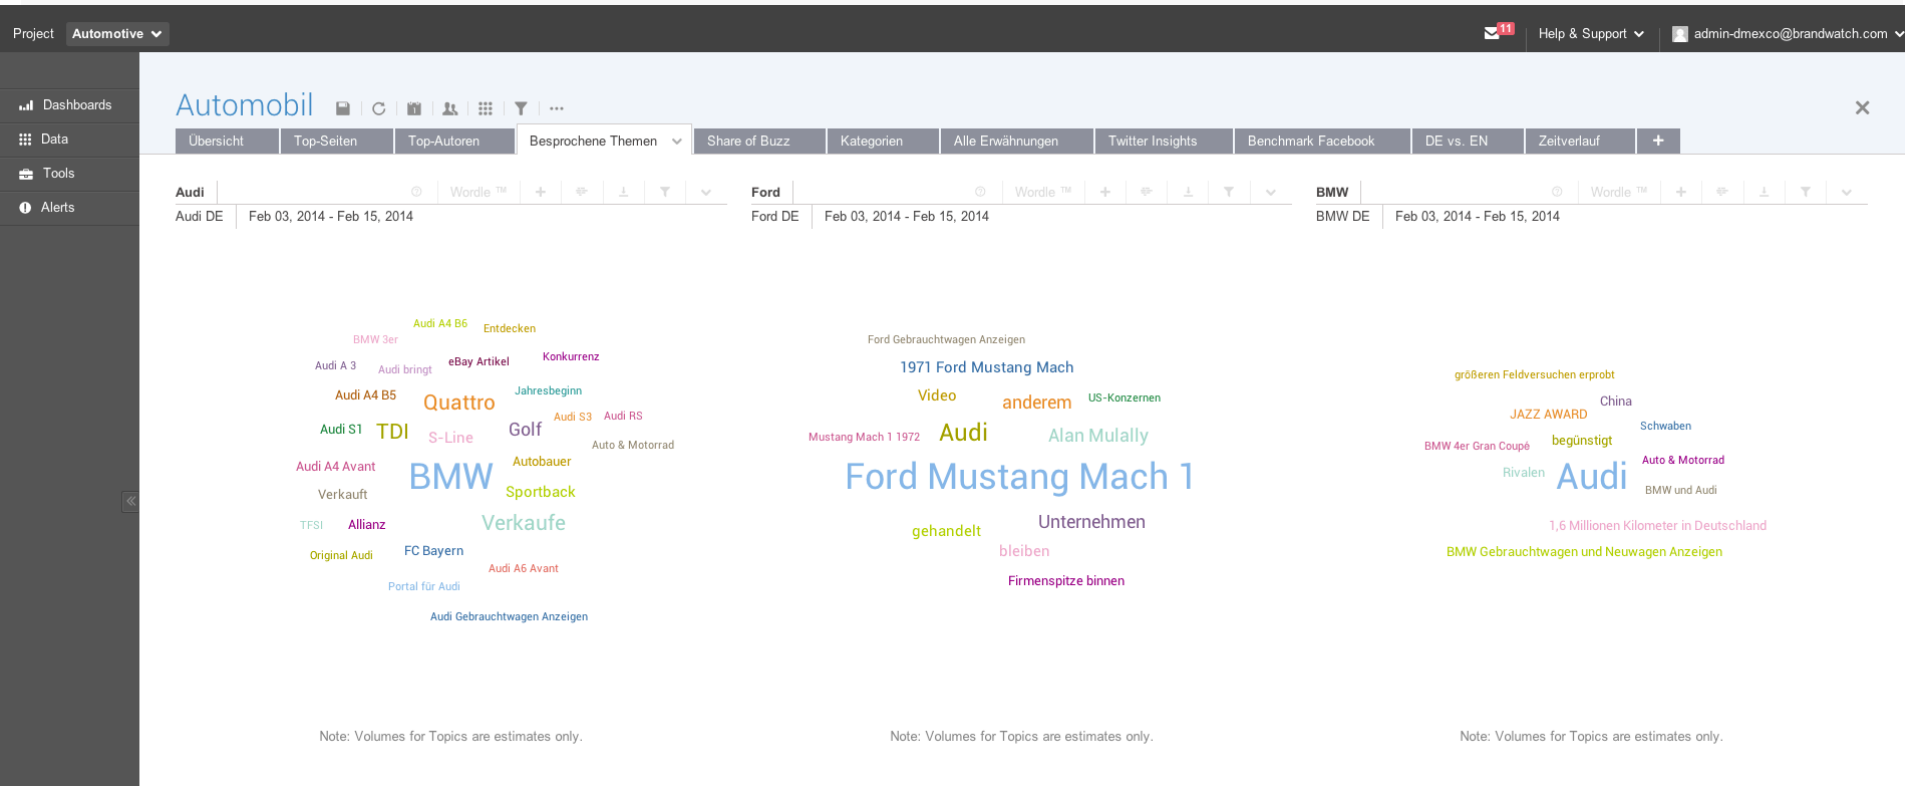 Project Automotive
11 Help & Support admin-dmexco@brandwatch.com
Dashboards
Data
Tools
Alerts
Automobil
Übersicht Top-Seiten Top-Autoren Besprochene Themen Share of Buzz Kategorien Alle Erwähnungen Twitter Insights Benchmark Facebook DE vs. EN Zeitverlauf +
Audi Wordle ™
Audi DE Feb 03, 2014 - Feb 15, 2014
Audi A4 B6 Entdecken
BMW 3er
Audi A 3 Audi bringt eBay Artikel Konkurrenz
Audi A4 B5 Quattro Jahresbeginn
Audi S3 Audi RS
Audi S1 TDI S-Line Golf
Auto & Motorrad
Audi A4 Avant BMW Autobauer
Verkauft Sportback
TFSI Allianz Verkaufe
Original Audi FC Bayern
Audi A6 Avant
Portal für Audi
Audi Gebrauchtwagen Anzeigen
Note: Volumes for Topics are estimates only.
Ford Wordle ™
Ford DE Feb 03, 2014 - Feb 15, 2014
Ford Gebrauchtwagen Anzeigen
1971 Ford Mustang Mach
Video anderem US-Konzernen
Mustang Mach 1 1972 Audi Alan Mulally
Ford Mustang Mach 1
gehandelt Unternehmen
bleiben
Firmenspitze binnen
Note: Volumes for Topics are estimates only.
BMW Wordle ™
BMW DE Feb 03, 2014 - Feb 15, 2014
größeren Feldversuchen erprobt
China
JAZZ AWARD
Schwaben
BMW 4er Gran Coupé begünstigt
Auto & Motorrad
Rivalen Audi
BMW und Audi
1,6 Millionen Kilometer in Deutschland
BMW Gebrauchtwagen und Neuwagen Anzeigen
Note: Volumes for Topics are estimates only.